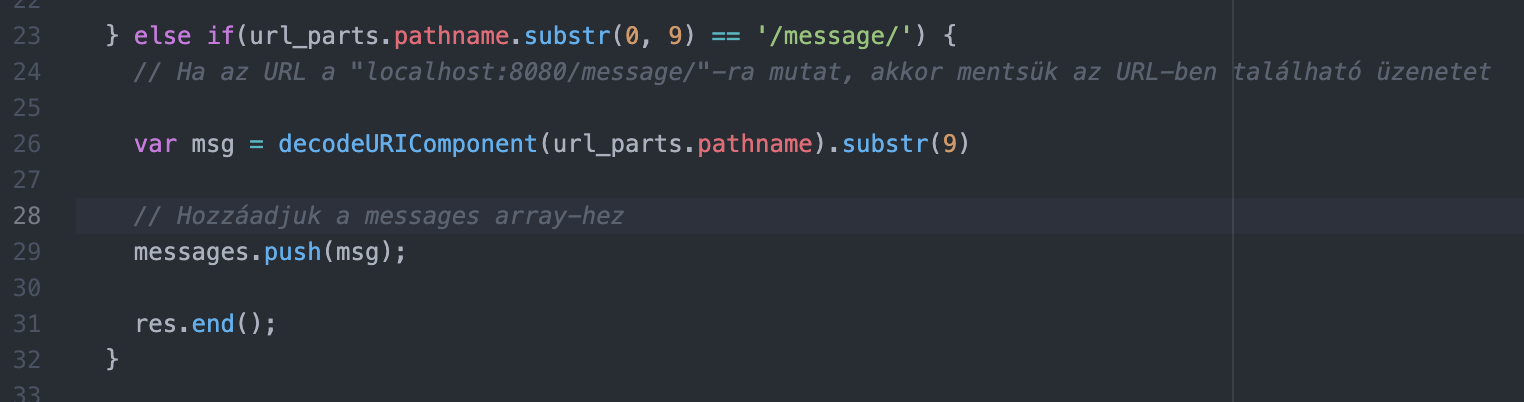 22
23 } else if(url_parts.pathname.substr(0, 9) == '/message/') {
24 // Ha az URL a "localhost:8080/message/"-ra mutat, akkor mentsük az URL-ben található üzenetet
25
26 var msg = decodeURIComponent(url_parts.pathname).substr(9)
27
28 // Hozzáadjuk a messages array-hez
29 messages.push(msg);
30
31 res.end();
32 }
33